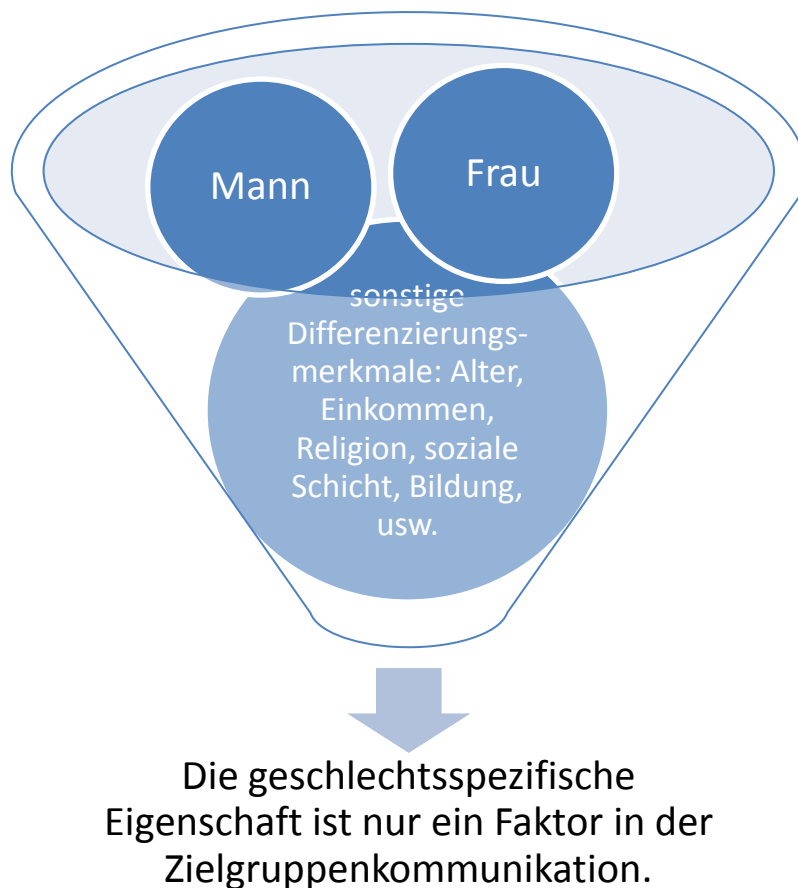 Mann
Frau
sonstige
Differenzierungs-
merkmale: Alter,
Einkommen,
Religion, soziale
Schicht, Bildung,
usw.
Die geschlechtsspezifische
Eigenschaft ist nur ein Faktor in der
Zielgruppenkommunikation.